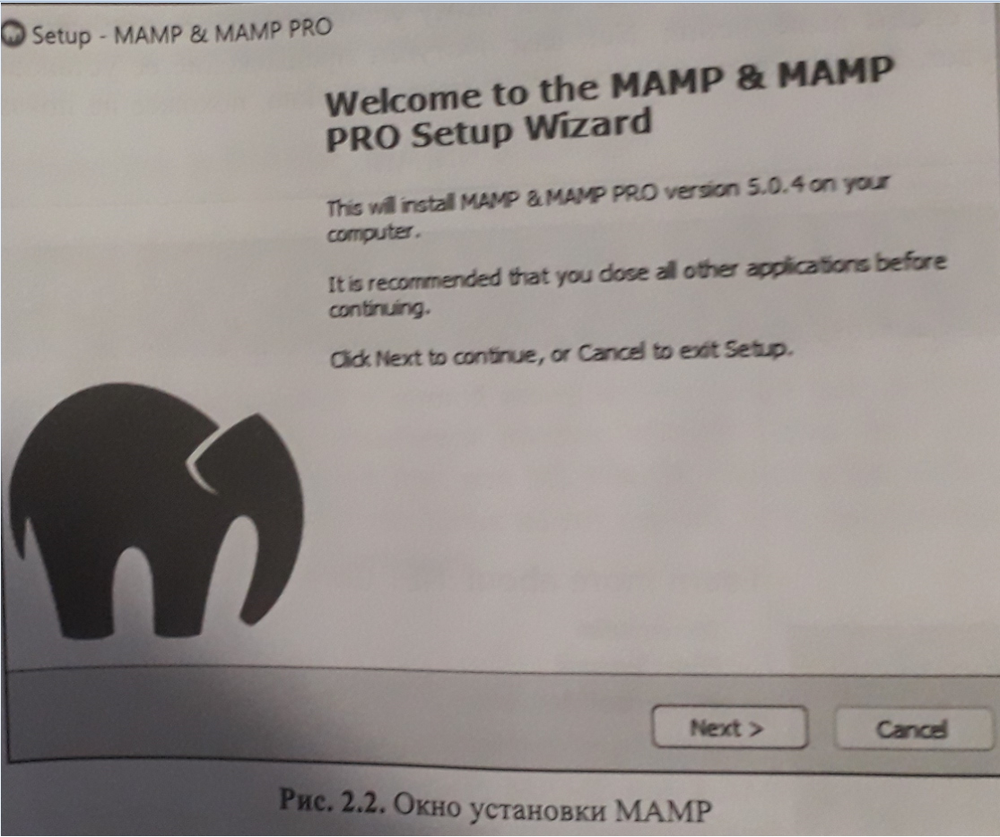 Setup - MAMP & MAMP PRO
Welcome to the MAMP & MAMP
PRO Setup Wizard
This will install MAMP & MAMP PRO version 5.0.4 on your
computer.
It is recommended that you close all other applications before
continuing.
Click Next to continue, or Cancel to exit Setup.
Next >
Cancel
Рис. 2.2. Окно установки MAMP